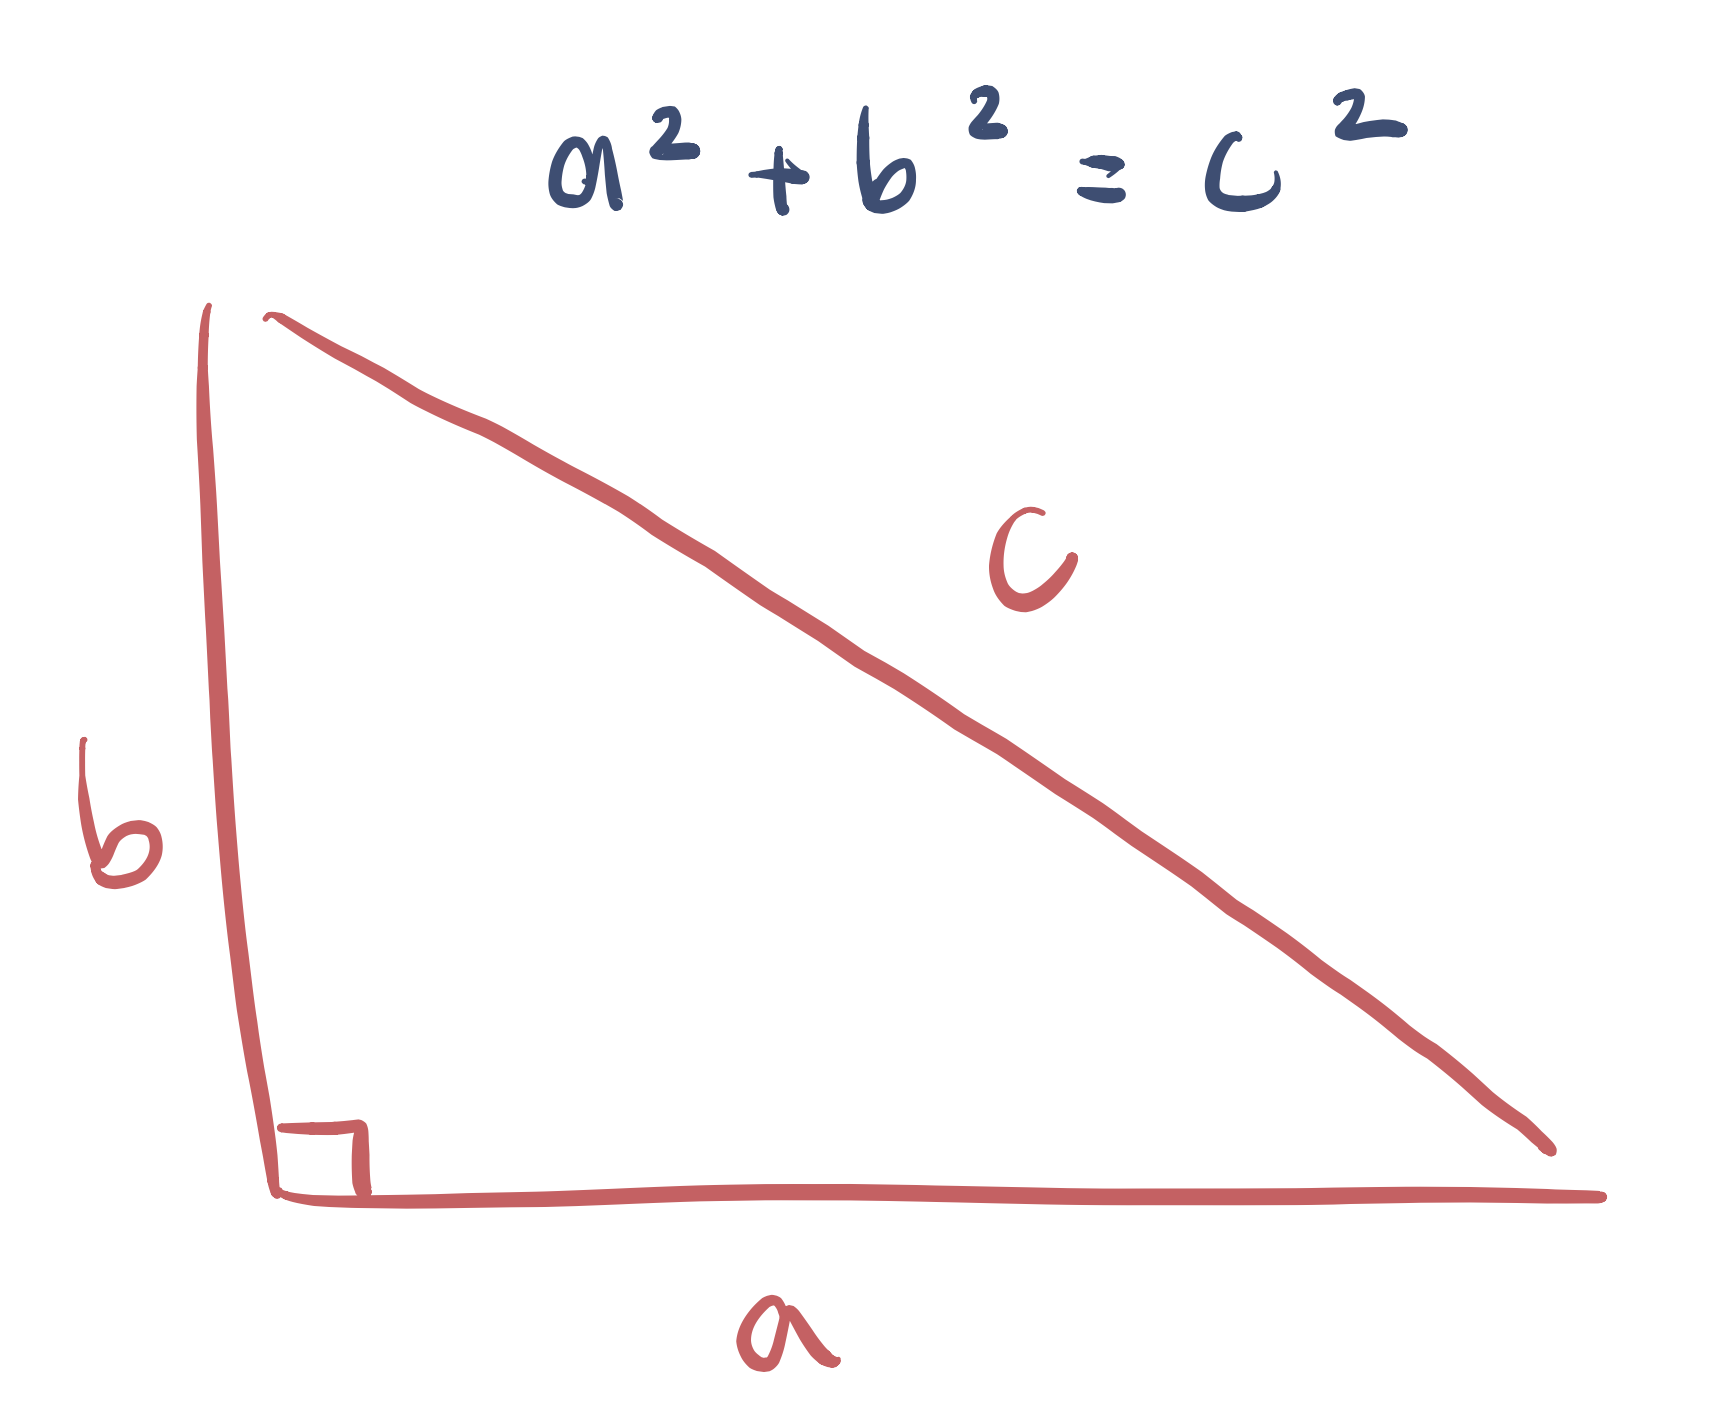 a² + b² = c²
c
b
a